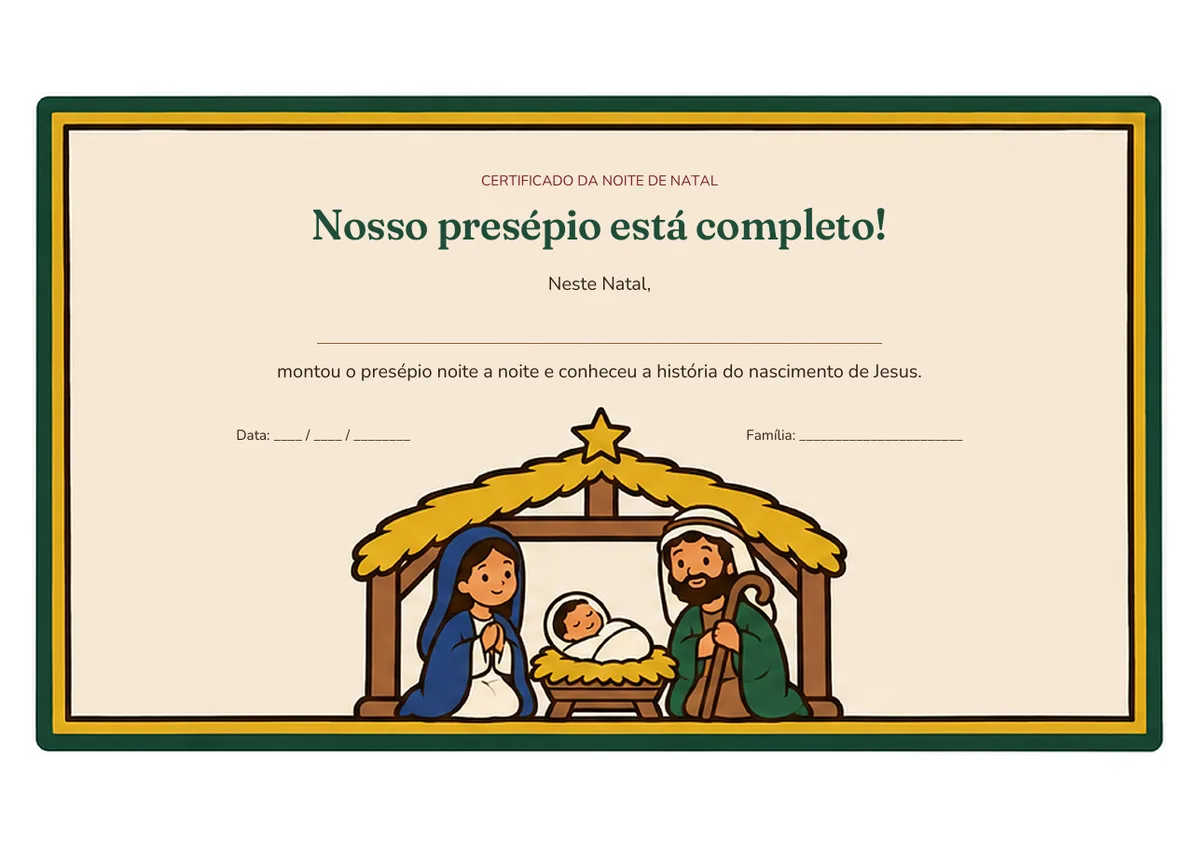 CERTIFICADO DA NOITE DE NATAL
Nosso presépio está completo!
Neste Natal,
montou o presépio noite a noite e conheceu a história do nascimento de Jesus.
Data: ____ / ____ / ________
Família: _______________________